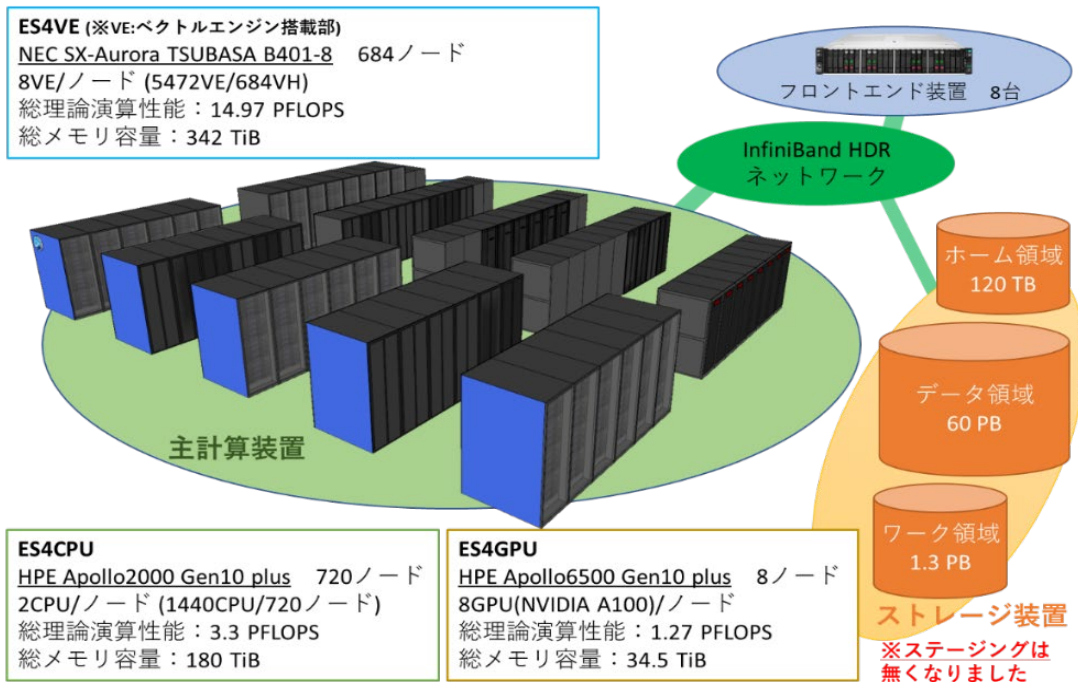 ES4VE (※VE:ベクトルエンジン搭載部)
NEC SX-Aurora TSUBASA B401-8 684ノード
8VE/ノード (5472VE/684VH)
総理論演算性能：14.97 PFLOPS
総メモリ容量：342 TiB
フロントエンド装置 8台
InfiniBand HDR
ネットワーク
ホーム領域
120 TB
データ領域
60 PB
ワーク領域
1.3 PB
ストレージ装置
※ステージングは
無くなりました
主計算装置
ES4CPU
HPE Apollo2000 Gen10 plus 720ノード
2CPU/ノード (1440CPU/720ノード)
総理論演算性能：3.3 PFLOPS
総メモリ容量：180 TiB
ES4GPU
HPE Apollo6500 Gen10 plus 8ノード
8GPU(NVIDIA A100)/ノード
総理論演算性能：1.27 PFLOPS
総メモリ容量：34.5 TiB